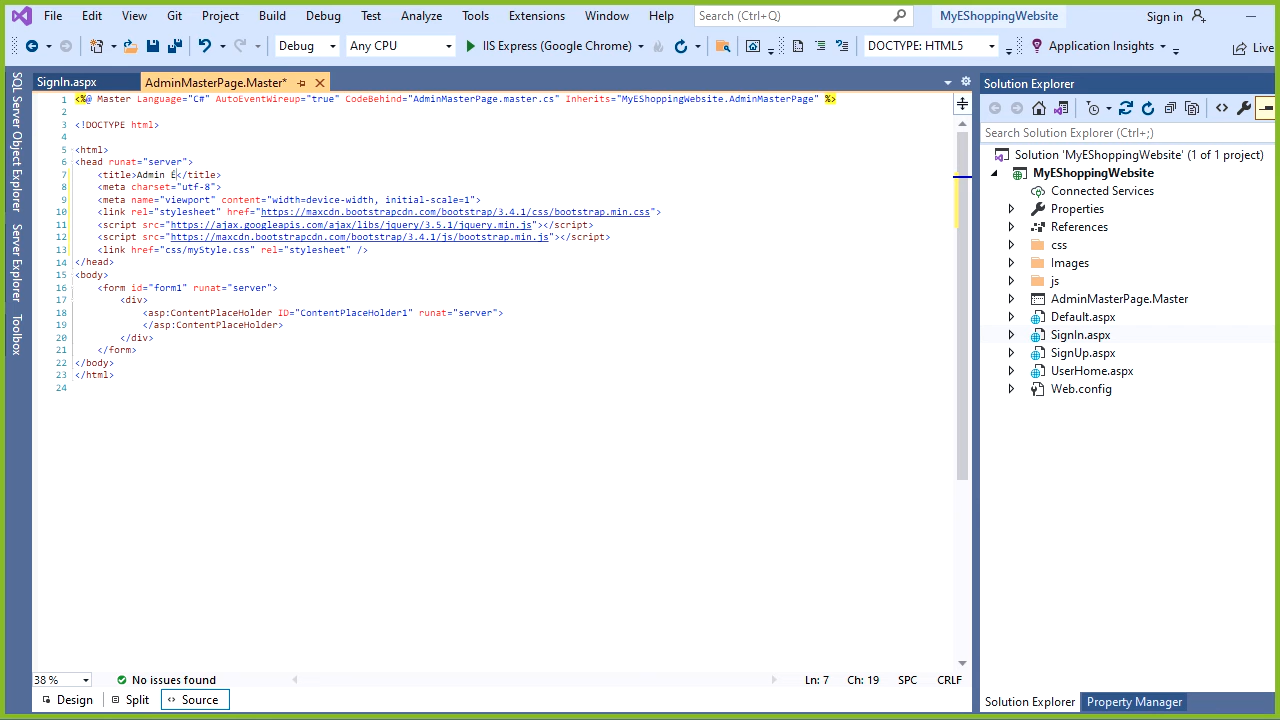 File Edit View Git Project Build Debug Test Analyze Tools Extensions Window Help Search (Ctrl+Q) MyEShoppingWebsite Sign in
Debug Any CPU IIS Express (Google Chrome) DOCTYPE: HTML5 Application Insights Live
SQL Server Object Explorer
Server Explorer
Toolbox
SignIn.aspx AdminMasterPage.Master*
1 <%@ Master Language="C#" AutoEventWireup="true" CodeBehind="AdminMasterPage.master.cs" Inherits="MyEShoppingWebsite.AdminMasterPage" %>
2
3 <!DOCTYPE html>
4
5 <html>
6 <head runat="server">
7 <title>Admin E</title>
8 <meta charset="utf-8">
9 <meta name="viewport" content="width=device-width, initial-scale=1">
10 <link rel="stylesheet" href="https://maxcdn.bootstrapcdn.com/bootstrap/3.4.1/css/bootstrap.min.css">
11 <script src="https://ajax.googleapis.com/ajax/libs/jquery/3.5.1/jquery.min.js"></script>
12 <script src="https://maxcdn.bootstrapcdn.com/bootstrap/3.4.1/js/bootstrap.min.js"></script>
13 <link href="css/myStyle.css" rel="stylesheet" />
14 </head>
15 <body>
16 <form id="form1" runat="server">
17 <div>
18 <asp:ContentPlaceHolder ID="ContentPlaceHolder1" runat="server">
19 </asp:ContentPlaceHolder>
20 </div>
21 </form>
22 </body>
23 </html>
24
38 % No issues found Ln: 7 Ch: 19 SPC CRLF
Design Split Source
Solution Explorer
Search Solution Explorer (Ctrl+;)
Solution 'MyEShoppingWebsite' (1 of 1 project)
MyEShoppingWebsite
Connected Services
Properties
References
css
Images
js
AdminMasterPage.Master
Default.aspx
SignIn.aspx
SignUp.aspx
UserHome.aspx
Web.config
Solution Explorer Property Manager